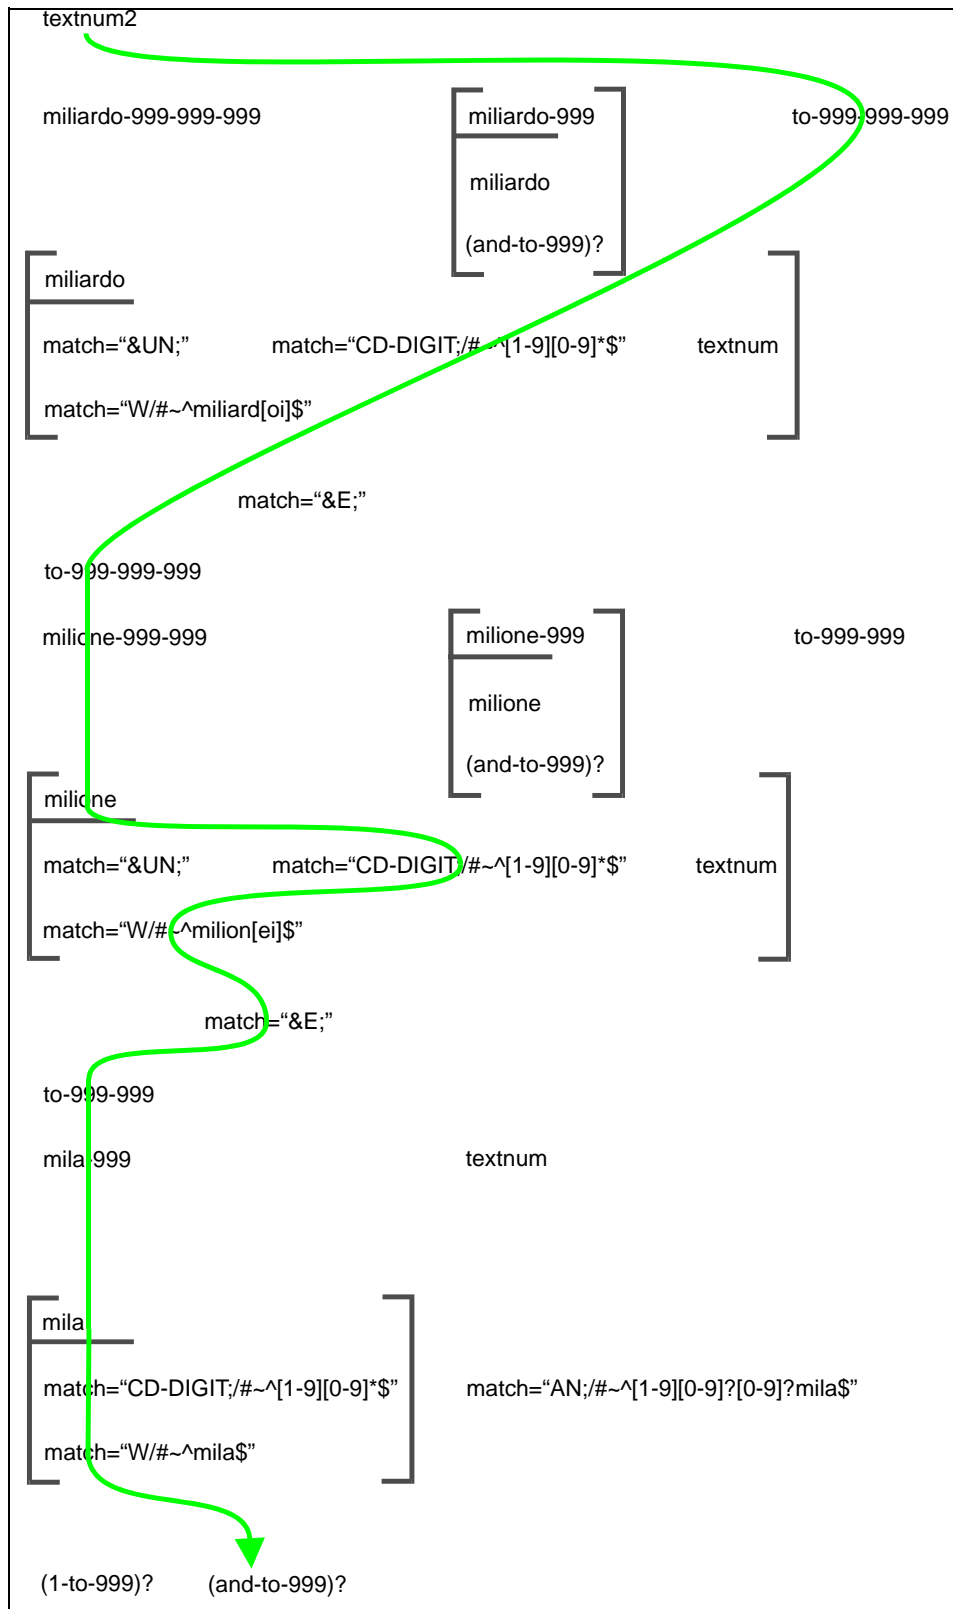 textnum2
miliardo-999-999-999 miliardo-999 to-999-999-999
miliardo
(and-to-999)?
miliardo
match=“&UN;” match=“CD-DIGIT;/#~^[1-9][0-9]*$” textnum
match=“W/#~^miliard[oi]$”
match=“&E;”
to-999-999-999
milione-999-999 milione-999 to-999-999
milione
(and-to-999)?
milione
match=“&UN;” match=“CD-DIGIT;/#~^[1-9][0-9]*$” textnum
match=“W/#~^milion[ei]$”
match=“&E;”
to-999-999
mila-999 textnum
mila
match=“CD-DIGIT;/#~^[1-9][0-9]*$” match=“AN;/#~^[1-9][0-9]?[0-9]?mila$”
match=“W/#~^mila$”
(1-to-999)? (and-to-999)?